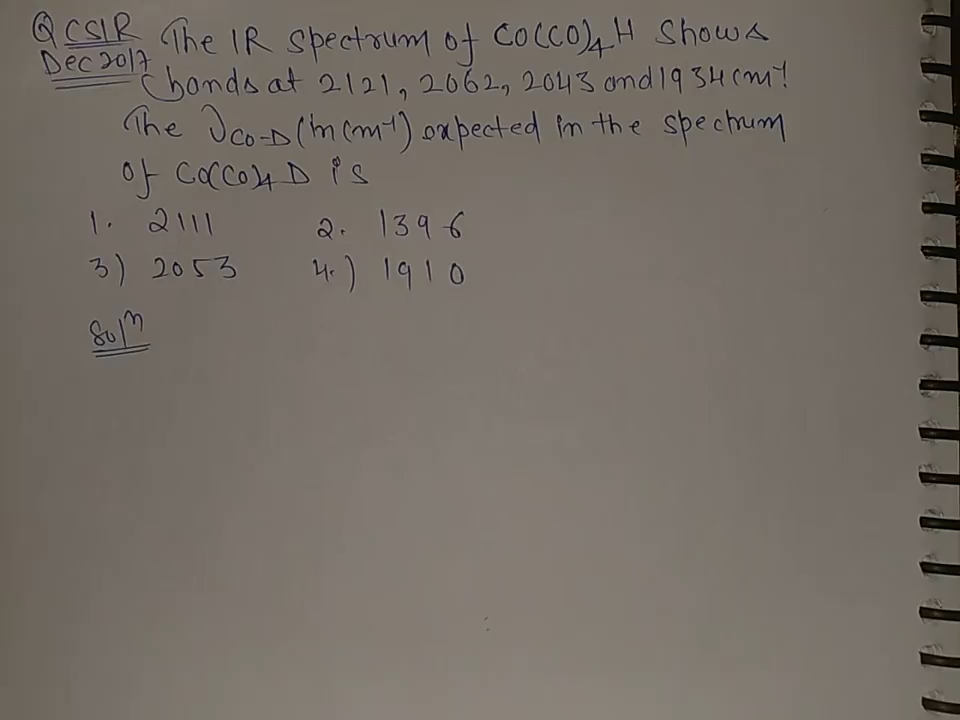 Q CSIR The IR spectrum of Co(CO)4H shows
Dec 2017 bands at 2121, 2062, 2043 and 1934 cm-1.
The νCO-D (in cm-1) expected in the spectrum
of Co(CO)4 D is
1. 2111 2. 1396
3) 2053 4.) 1910
Soln